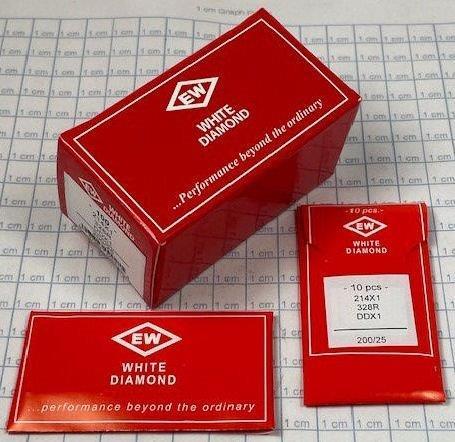 EW
WHITE
DIAMOND
...Performance beyond the ordinary
WHITE
- 10 pcs.-
EW
WHITE
DIAMOND
- 10 pcs -
214X1
328R
DDX1
200/25
EW
WHITE
DIAMOND
...performance beyond the ordinary
1 cm